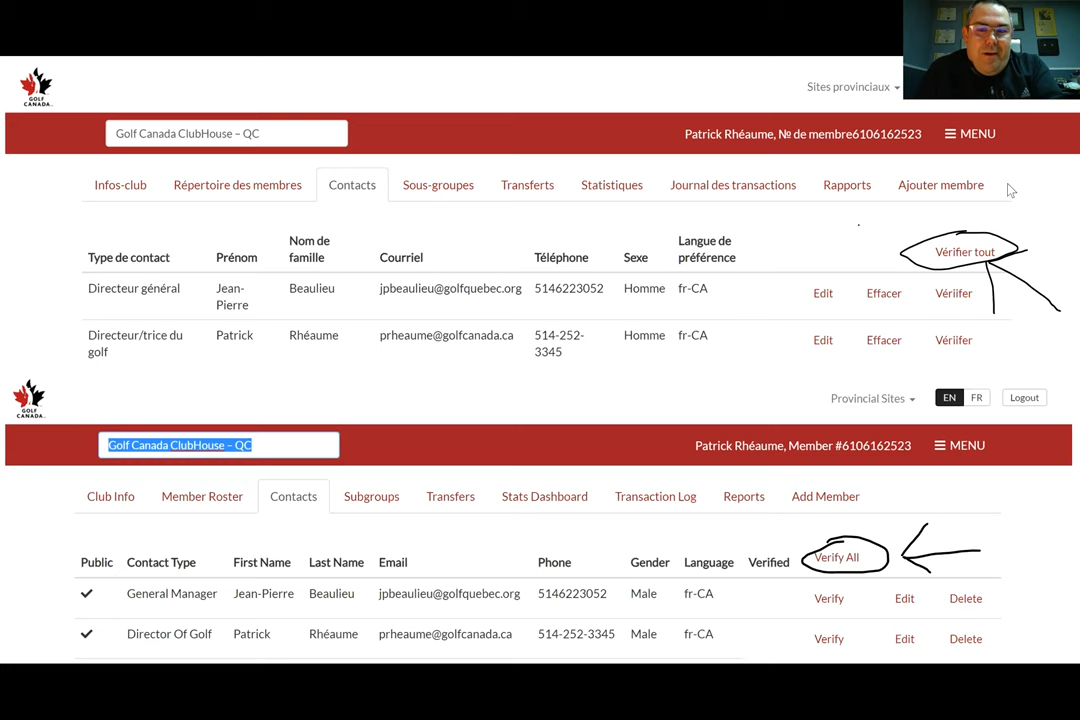 Sites provinciaux
GOLF
CANADA
Golf Canada ClubHouse – QC
Patrick Rhéaume, № de membre6106162523
MENU
Infos-club Répertoire des membres Contacts Sous-groupes Transferts Statistiques Journal des transactions Rapports Ajouter membre
Vérifier tout
Type de contact Prénom Nom de famille Courriel Téléphone Sexe Langue de préférence
Directeur général Jean-Pierre Beaulieu jpbeaulieu@golfquebec.org 5146223052 Homme fr-CA Edit Effacer Vériifer
Directeur/trice du golf Patrick Rhéaume prheaume@golfcanada.ca 514-252-3345 Homme fr-CA Edit Effacer Vériifer
GOLF
CANADA
Provincial Sites EN FR Logout
Golf Canada ClubHouse – QC
Patrick Rhéaume, Member #6106162523
MENU
Club Info Member Roster Contacts Subgroups Transfers Stats Dashboard Transaction Log Reports Add Member
Public Contact Type First Name Last Name Email Phone Gender Language Verified Verify All
General Manager Jean-Pierre Beaulieu jpbeaulieu@golfquebec.org 5146223052 Male fr-CA Verify Edit Delete
Director Of Golf Patrick Rhéaume prheaume@golfcanada.ca 514-252-3345 Male fr-CA Verify Edit Delete